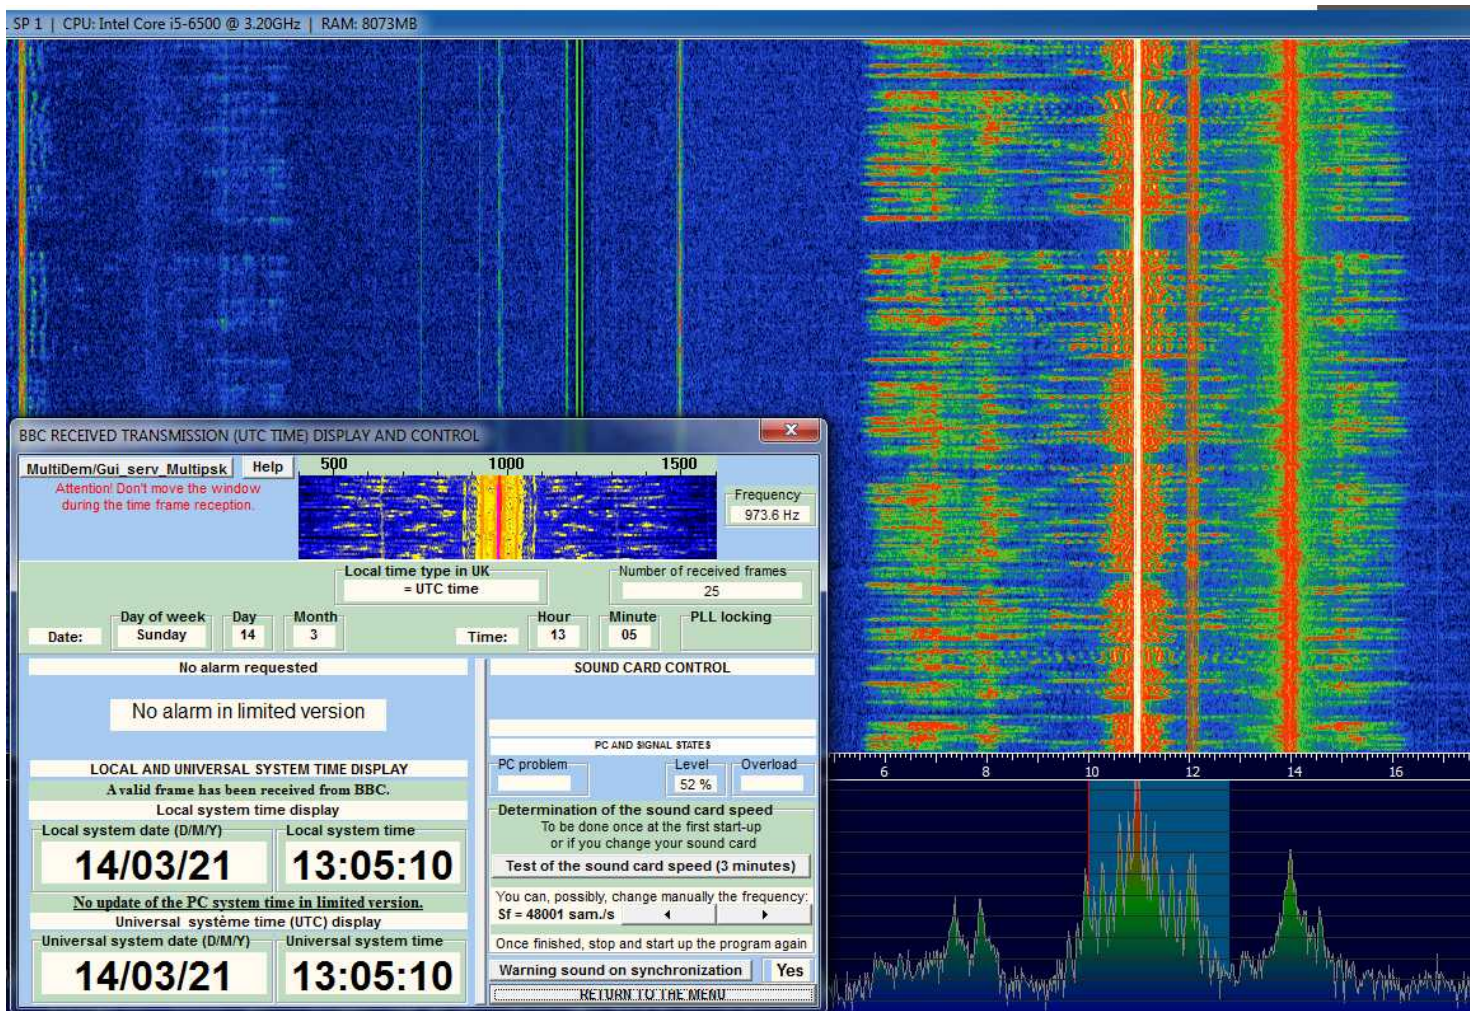 SP 1 | CPU: Intel Core i5-6500 @ 3.20GHz | RAM: 8073MB
BBC RECEIVED TRANSMISSION (UTC TIME) DISPLAY AND CONTROL
MultiDem/Gui_serv_Multipsk Help 500 1000 1500
Attention! Don't move the window
during the time frame reception.
Frequency
973.6 Hz
Local time type in UK
= UTC time
Number of received frames
25
Day of week Day Month Hour Minute PLL locking
Date: Sunday 14 3 Time: 13 05
No alarm requested
No alarm in limited version
LOCAL AND UNIVERSAL SYSTEM TIME DISPLAY
A valid frame has been received from BBC.
Local system time display
Local system date (D/M/Y) Local system time
14/03/21 13:05:10
No update of the PC system time in limited version.
Universal système time (UTC) display
Universal system date (D/M/Y) Universal system time
14/03/21 13:05:10
SOUND CARD CONTROL
PC AND SIGNAL STATES
PC problem Level Overload
52 %
Determination of the sound card speed
To be done once at the first start-up
or if you change your sound card
Test of the sound card speed (3 minutes)
You can, possibly, change manually the frequency:
Sf = 48001 sam./s
Once finished, stop and start up the program again
Warning sound on synchronization Yes
RETURN TO THE MENU
6 8 10 12 14 16